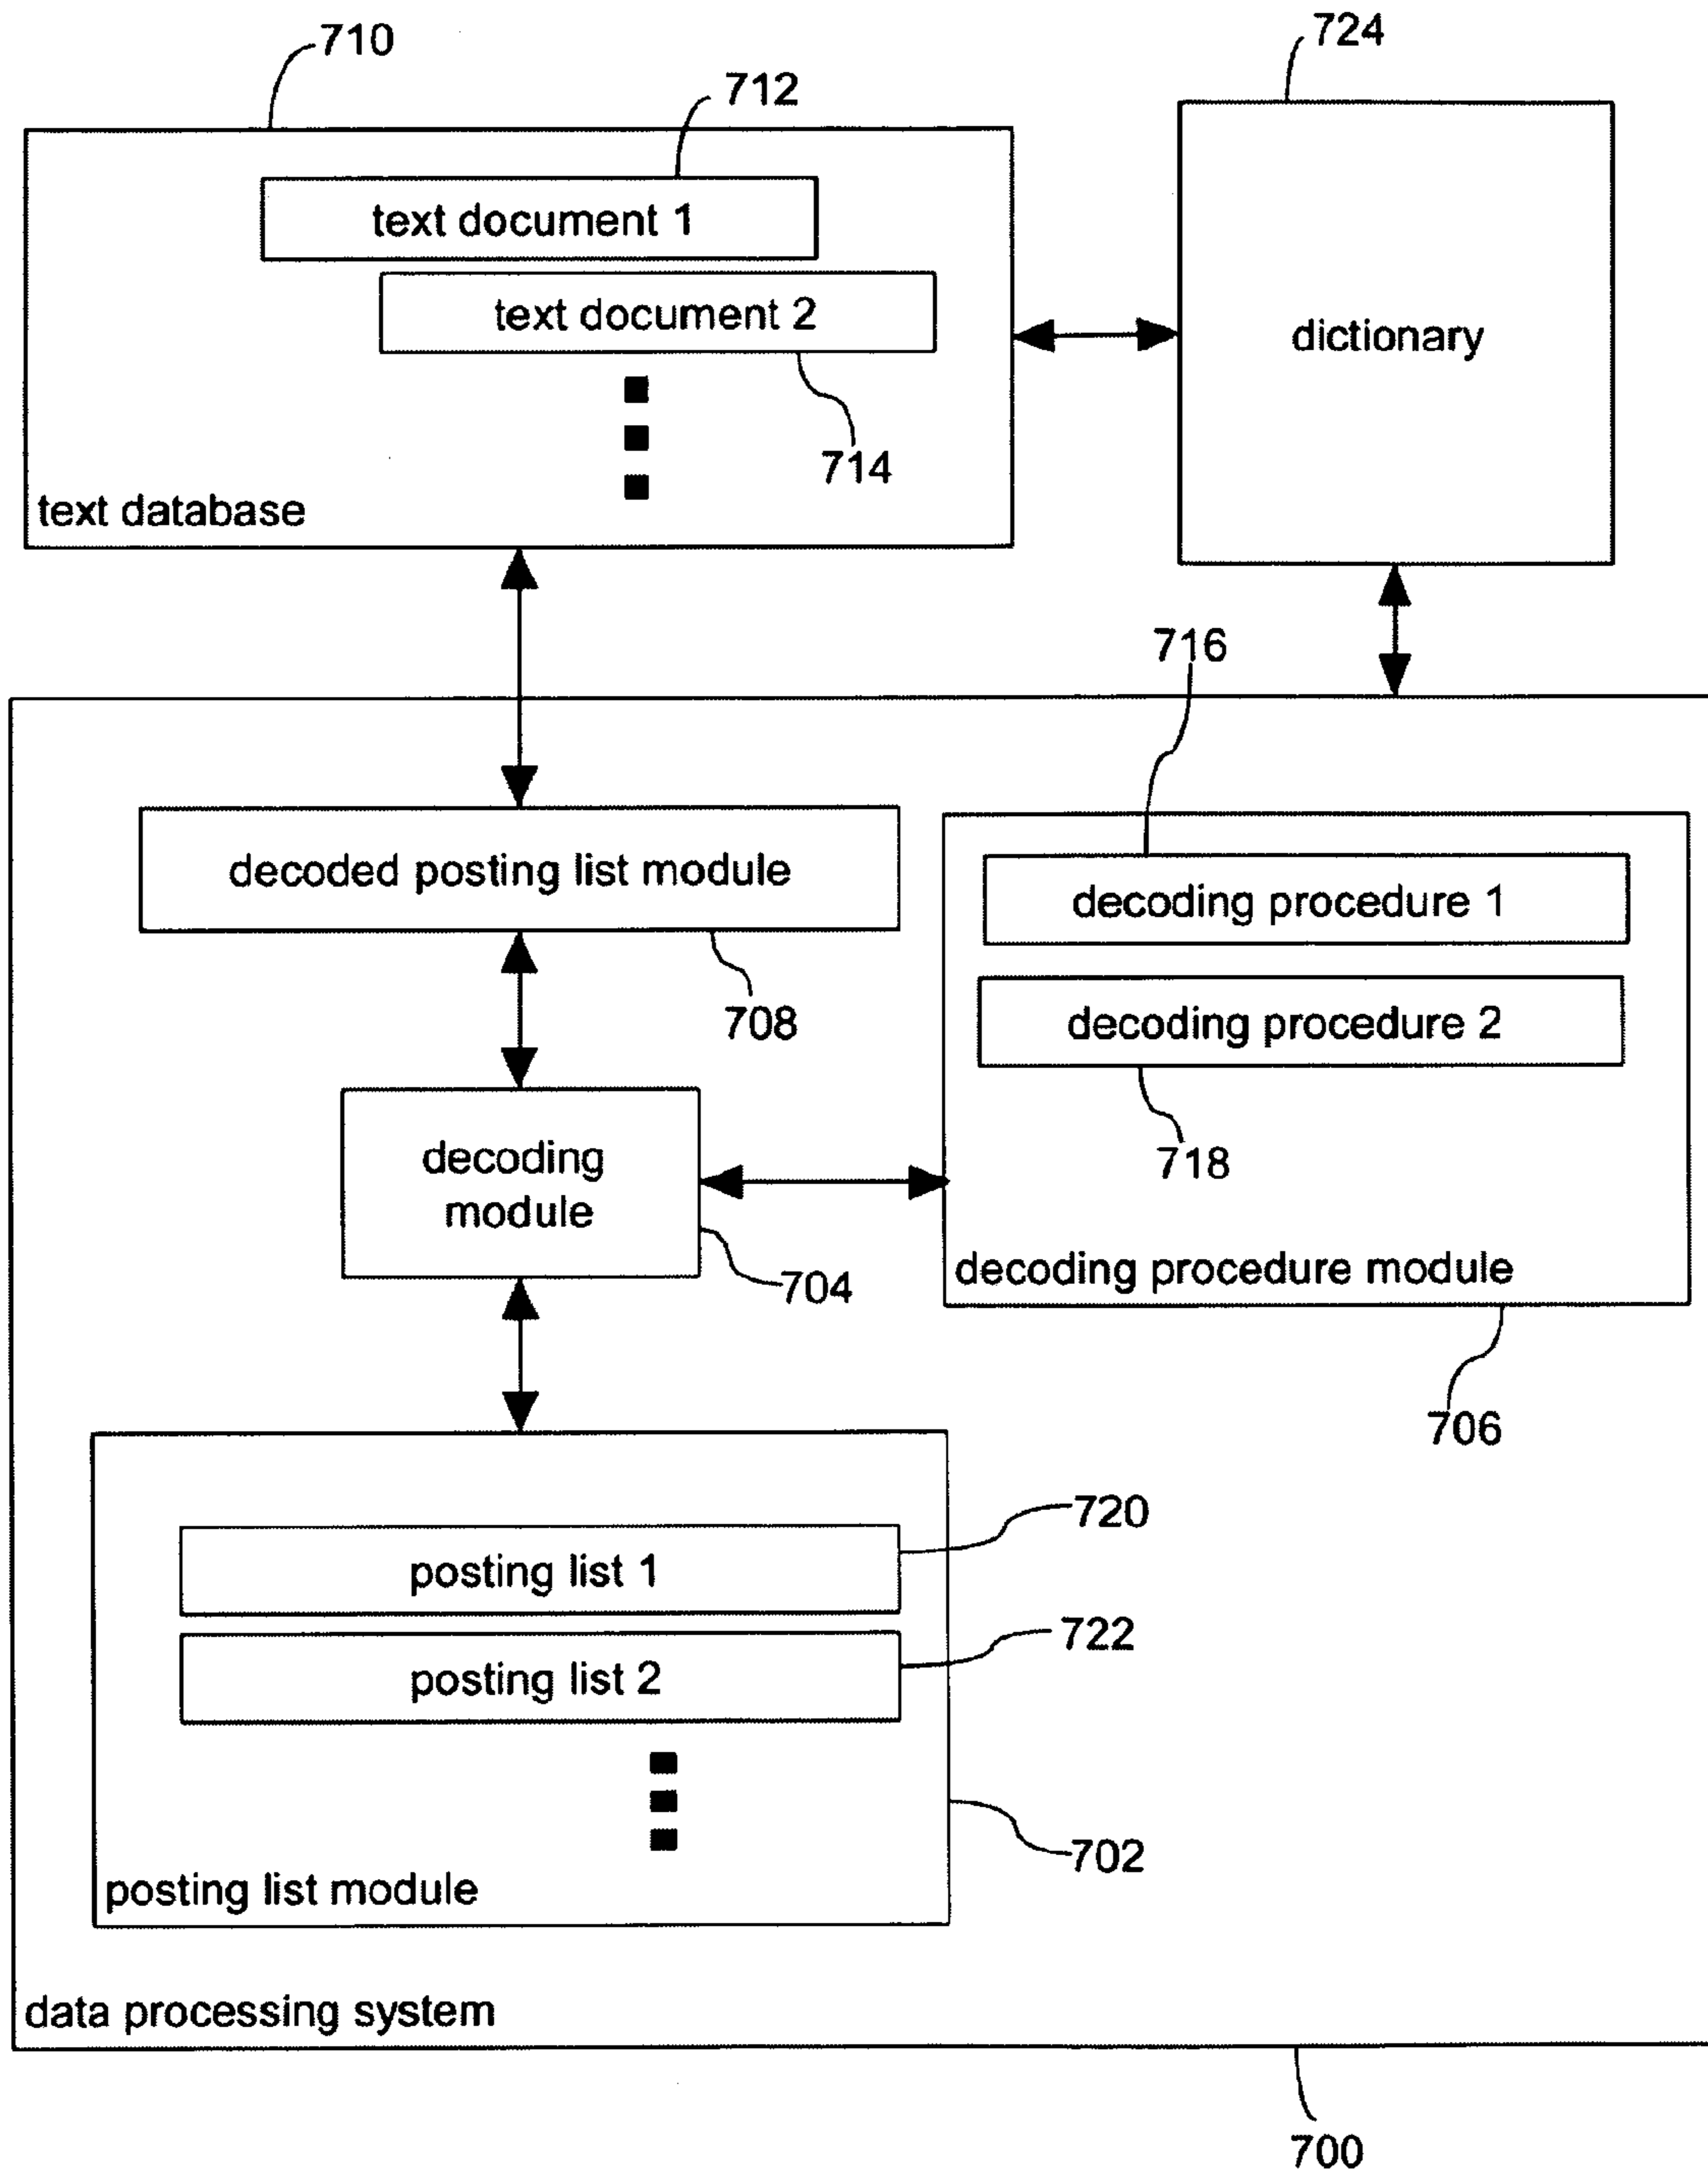 710
724
712
text document 1
text document 2
dictionary
714
text database
716
decoded posting list module
decoding procedure 1
708
decoding procedure 2
decoding
module
718
704
decoding procedure module
706
720
posting list 1
722
posting list 2
702
posting list module
data processing system
700